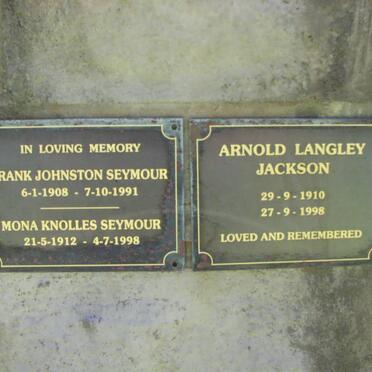 IN LOVING MEMORY
RANK JOHNSTON SEYMOUR
6-1-1908 - 7-10-1991
MONA KNOLLES SEYMOUR
21-5-1912 - 4-7-1998
ARNOLD LANGLEY
JACKSON
29-9-1910
27-9-1998
LOVED AND REMEMBERED